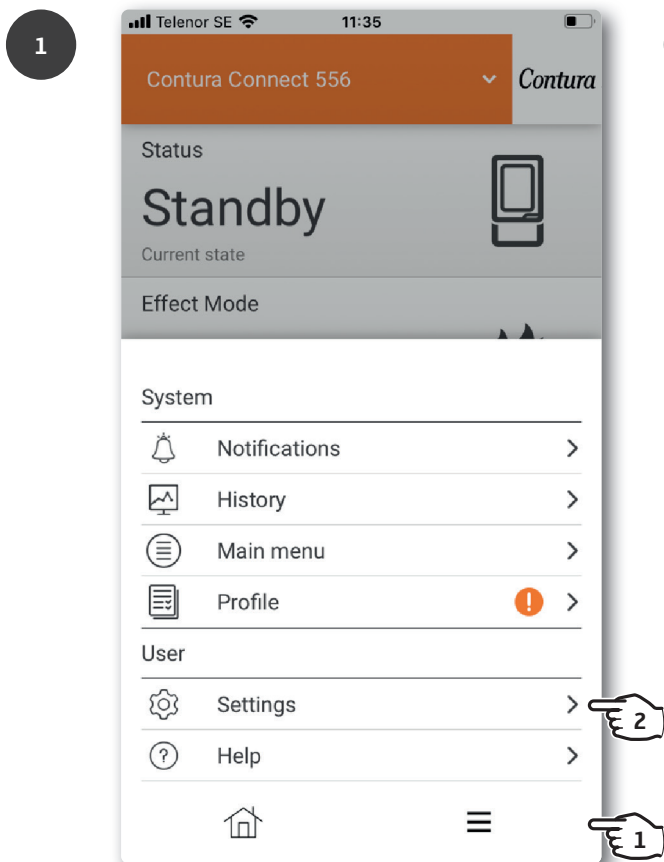 1
Telenor SE 11:35
Contura Connect 556 Contura
Status
Standby
Current state
Effect Mode
System
Notifications
History
Main menu
Profile !
User
Settings
2
? Help
1